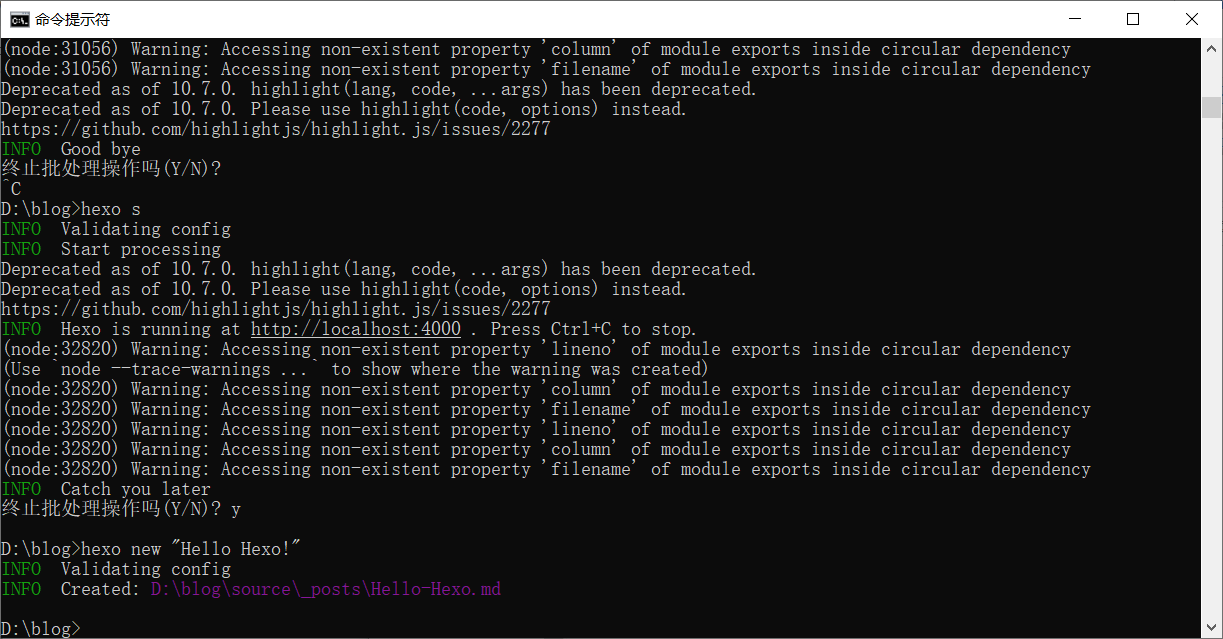 命令提示符
(node:31056) Warning: Accessing non-existent property 'column' of module exports inside circular dependency
(node:31056) Warning: Accessing non-existent property 'filename' of module exports inside circular dependency
Deprecated as of 10.7.0. highlight(lang, code, ...args) has been deprecated.
Deprecated as of 10.7.0. Please use highlight(code, options) instead.
https://github.com/highlightjs/highlight.js/issues/2277
INFO  Good bye
终止批处理操作吗(Y/N)?
^C
D:\blog>hexo s
INFO  Validating config
INFO  Start processing
Deprecated as of 10.7.0. highlight(lang, code, ...args) has been deprecated.
Deprecated as of 10.7.0. Please use highlight(code, options) instead.
https://github.com/highlightjs/highlight.js/issues/2277
INFO  Hexo is running at http://localhost:4000 . Press Ctrl+C to stop.
(node:32820) Warning: Accessing non-existent property 'lineno' of module exports inside circular dependency
(Use `node --trace-warnings ...` to show where the warning was created)
(node:32820) Warning: Accessing non-existent property 'column' of module exports inside circular dependency
(node:32820) Warning: Accessing non-existent property 'filename' of module exports inside circular dependency
(node:32820) Warning: Accessing non-existent property 'lineno' of module exports inside circular dependency
(node:32820) Warning: Accessing non-existent property 'column' of module exports inside circular dependency
(node:32820) Warning: Accessing non-existent property 'filename' of module exports inside circular dependency
INFO  Catch you later
终止批处理操作吗(Y/N)? y
D:\blog>hexo new "Hello Hexo!"
INFO  Validating config
INFO  Created: D:\blog\source\_posts\Hello-Hexo.md
D:\blog>